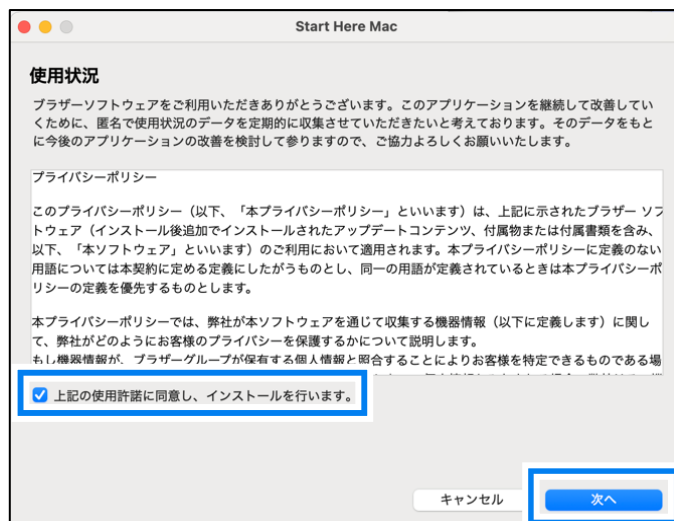 Start Here Mac
使用状況
ブラザーソフトウェアをご利用いただきありがとうございます。このアプリケーションを継続して改善してい
くために、匿名で使用状況のデータを定期的に収集させていただきたいと考えております。そのデータをもと
に今後のアプリケーションの改善を検討して参りますので、ご協力よろしくお願いいたします。
プライバシーポリシー
このプライバシーポリシー（以下、「本プライバシーポリシー」といいます）は、上記に示されたブラザー ソフ
トウェア（インストール後追加でインストールされたアップデートコンテンツ、付属物または付属書類を含み、
以下、「本ソフトウェア」といいます）のご利用において適用されます。本プライバシーポリシーに定義のない
用語については本契約に定める定義にしたがうものとし、同一の用語が定義されているときは本プライバシーポ
リシーの定義を優先するものとします。
本プライバシーポリシーでは、弊社が本ソフトウェアを通じて収集する機器情報（以下に定義します）に関し
て、弊社がどのようにお客様のプライバシーを保護するかについて説明します。
もし機器情報が、ブラザーグループが保有する個人情報と照合することによりお客様を特定できるものである場
上記の使用許諾に同意し、インストールを行います。
キャンセル
次へ